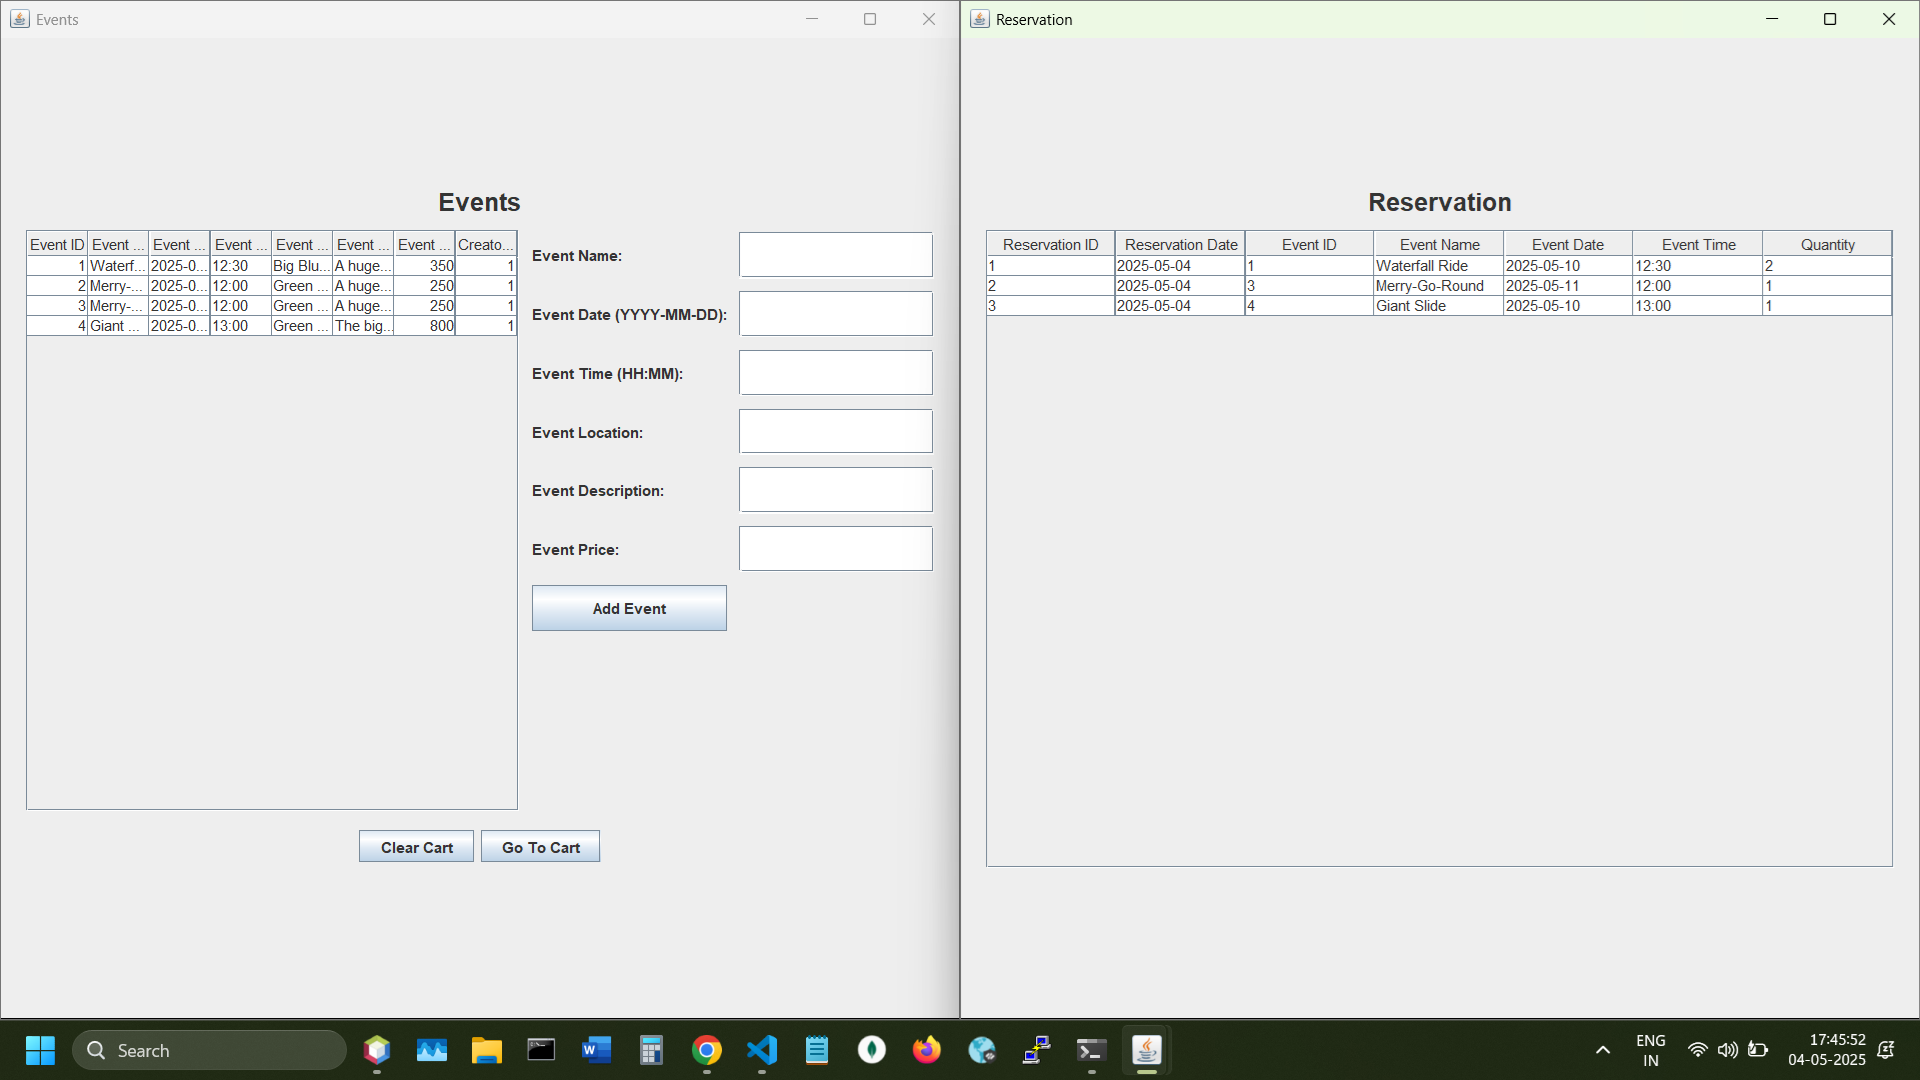 Events
Events
Event ID Event ... Event ... Event ... Event ... Event ... Event ... Creato...
1 Waterf... 2025-0... 12:30 Big Blu... A huge... 350 1
2 Merry-... 2025-0... 12:00 Green ... A huge... 250 1
3 Merry-... 2025-0... 12:00 Green ... A huge... 250 1
4 Giant ... 2025-0... 13:00 Green ... The big... 800 1
Event Name:
Event Date (YYYY-MM-DD):
Event Time (HH:MM):
Event Location:
Event Description:
Event Price:
Add Event
Clear Cart Go To Cart
Reservation
Reservation
Reservation ID Reservation Date Event ID Event Name Event Date Event Time Quantity
1 2025-05-04 1 Waterfall Ride 2025-05-10 12:30 2
2 2025-05-04 3 Merry-Go-Round 2025-05-11 12:00 1
3 2025-05-04 4 Giant Slide 2025-05-10 13:00 1
Search
W
ENG
IN
17:45:52
04-05-2025